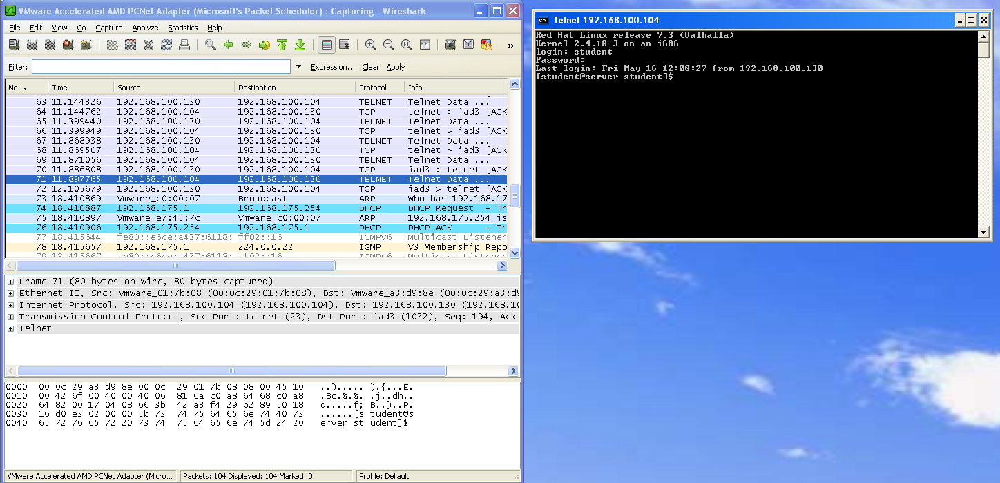 VMware Accelerated AMD PCNet Adapter (Microsoft's Packet Scheduler) : Capturing - Wireshark
File Edit View Go Capture Analyze Statistics Help
»
Filter: Expression... Clear Apply
No. . Time Source Destination Protocol Info
63 11.144326 192.168.100.130 192.168.100.104 TELNET Telnet Data ...
64 11.144762 192.168.100.104 192.168.100.130 TCP telnet > iad3 [ACK
65 11.399440 192.168.100.130 192.168.100.104 TELNET Telnet Data ...
66 11.399949 192.168.100.104 192.168.100.130 TCP telnet > iad3 [ACK
67 11.868938 192.168.100.130 192.168.100.104 TELNET Telnet Data ...
68 11.869507 192.168.100.104 192.168.100.130 TCP telnet > iad3 [ACK
69 11.871056 192.168.100.104 192.168.100.130 TELNET Telnet Data ...
70 11.886808 192.168.100.130 192.168.100.104 TCP iad3 > telnet [ACK
71 11.897765 192.168.100.104 192.168.100.130 TELNET Telnet Data ...
72 12.105679 192.168.100.130 192.168.100.104 TCP iad3 > telnet [ACK
73 18.410869 Vmware_c0:00:07 Broadcast ARP Who has 192.168.17
74 18.410887 192.168.175.1 192.168.175.254 DHCP DHCP Request - Tr
75 18.410897 Vmware_e7:45:7c Vmware_c0:00:07 ARP 192.168.175.254 is
76 18.410906 192.168.175.254 192.168.175.1 DHCP DHCP ACK - Tr
77 18.415644 fe80::e6ce:a437:6118: ff02::16 ICMPv6 Multicast Listener
78 18.415657 192.168.175.1 224.0.0.22 IGMP V3 Membership Repo
79 18.415667 fe80::e6ce:a437:6118: ff02::16 ICMPv6 Multicast Listener
Frame 71 (80 bytes on wire, 80 bytes captured)
Ethernet II, Src: Vmware_01:7b:08 (00:0c:29:01:7b:08), Dst: Vmware_a3:d9:8e (00:0c:29:a3:d9
Internet Protocol, Src: 192.168.100.104 (192.168.100.104), Dst: 192.168.100.130 (192.168.10
Transmission Control Protocol, Src Port: telnet (23), Dst Port: iad3 (1032), Seq: 194, Ack:
Telnet
0000 00 0c 29 a3 d9 8e 00 0c 29 01 7b 08 08 00 45 10 ..)..... ).{...E.
0010 00 42 6f 00 40 00 40 06 81 6a c0 a8 64 68 c0 a8 .Bo.@.@. .j..dh..
0020 64 82 00 17 04 08 66 3b 42 a3 f4 29 b2 89 50 18 d.....f; B..)..P.
0030 16 d0 e3 02 00 00 5b 73 74 75 64 65 6e 74 40 73 ......[s tudent@s
0040 65 72 76 65 72 20 73 74 75 64 65 6e 74 5d 24 20 erver st udent]$
VMware Accelerated AMD PCNet Adapter (Micro... Packets: 104 Displayed: 104 Marked: 0 Profile: Default
Telnet 192.168.100.104
Red Hat Linux release 7.3 (Valhalla)
Kernel 2.4.18-3 on an i686
login: student
Password:
Last login: Fri May 16 12:08:27 from 192.168.100.130
[student@server student]$